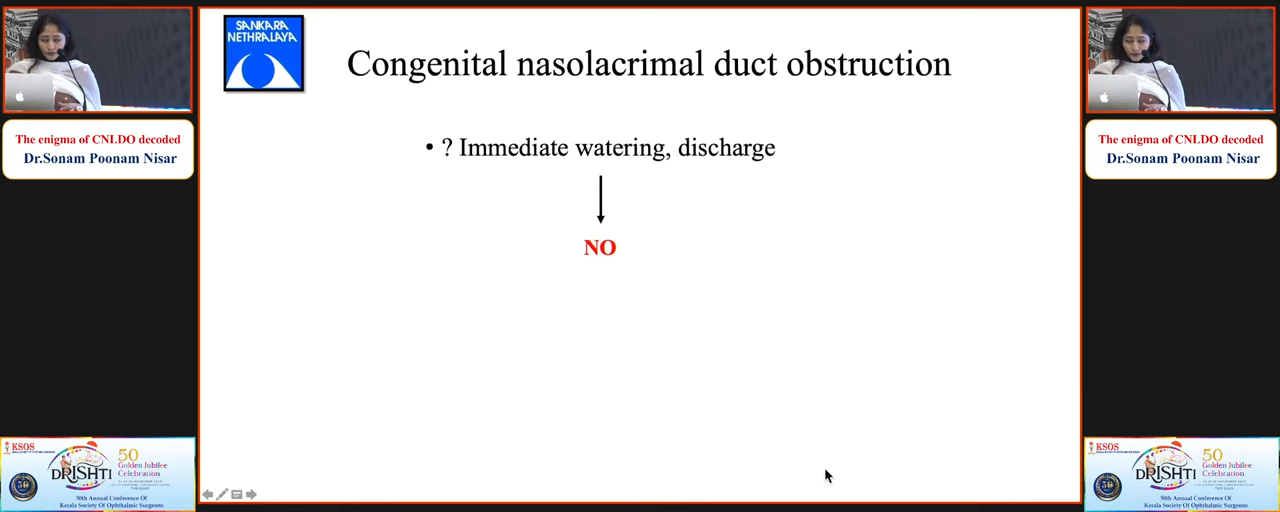 The enigma of CNLDO decoded
Dr.Sonam Poonam Nisar
SANKARA
NETHRALAYA
Congenital nasolacrimal duct obstruction
• ? Immediate watering, discharge
NO
The enigma of CNLDO decoded
Dr.Sonam Poonam Nisar
KSOS
DRISHTI
50
Golden Jubilee
Celebration
50th Annual Conference Of
Kerala Society Of Ophthalmic Surgeons
KSOS
DRISHTI
50
Golden Jubilee
Celebration
50th Annual Conference Of
Kerala Society Of Ophthalmic Surgeons